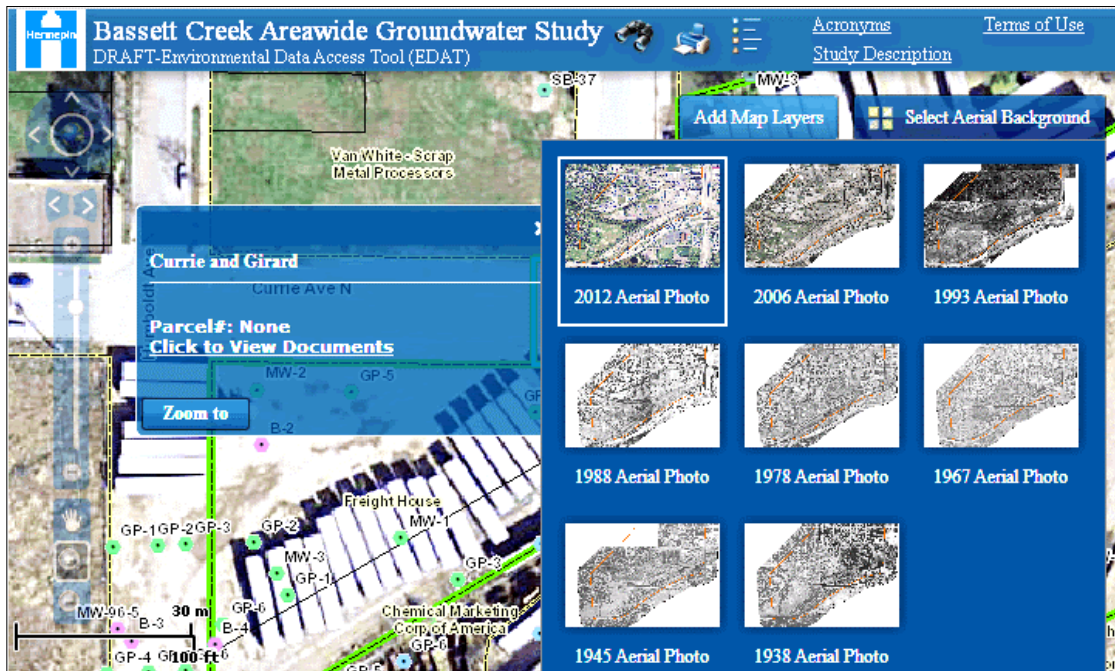 Hennepin
Bassett Creek Areawide Groundwater Study
DRAFT-Environmental Data Access Tool (EDAT)
Acronyms
Terms of Use
Study Description
SB-37
MW-3
Add Map Layers
Select Aerial Background
Van White - Scrap
Metal Processors
Currie and Girard
Currie Ave N
Parcel#: None
Click to View Documents
MW-2
GP-5
Zoom to
B-2
2012 Aerial Photo
2006 Aerial Photo
1993 Aerial Photo
1988 Aerial Photo
1978 Aerial Photo
1967 Aerial Photo
1945 Aerial Photo
1938 Aerial Photo
Freight House
GP-1
GP-2
GP-3
GP-2
MW-1
MW-3
GP-1
GP-3
MW-96-5
30 m
GP-6
B-3
B-4
Chemical Marketing
Corp of America
GP-4
100 ft
GP-6
GP-5